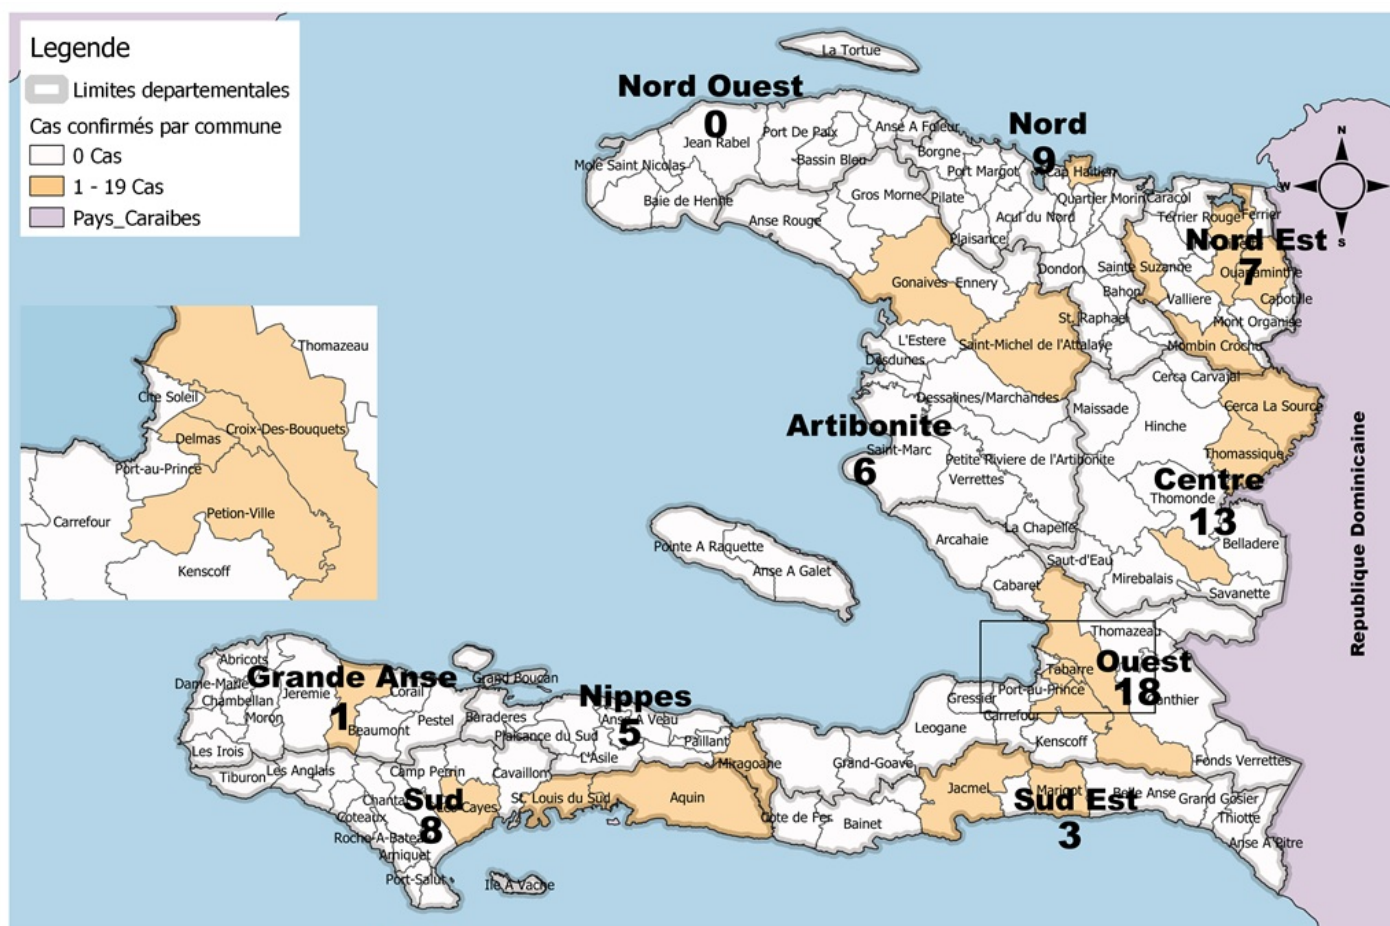 Legende
Limites departementales
Cas confirmés par commune
0 Cas
1 - 19 Cas
Pays_Caraibes
La Tortue
Nord Ouest
0
Jean Rabel
Port De Paix
Anse A Foleur
Bassin Bleu
Mole Saint Nicolas
Baie de Henne
Anse Rouge
Gros Morne
Nord
9
Borgne
Port Margot
Cap Haitien
Pilate
Quartier Morin
Acul du Nord
Plaisance
Caracol
Terrier Rouge
Ferrier
N
W
S
Nord Est
7
Ouanaminthe
Sainte Suzanne
Capotille
Valliere
Mont Organise
Mombin Crochu
Dondon
Bahon
St. Raphael
Gonaives
Ennery
L'Estere
Saint-Michel de l'Attalaye
Desdunes
Dessalines/Marchandes
Artibonite
6
Saint-Marc
Petite Riviere de l'Artibonite
Verrettes
La Chapelle
Cerca Carvajal
Cerca La Source
Maissade
Hinche
Thomassique
Centre
13
Thomonde
Belladere
Saut-d'Eau
Mirebalais
Savanette
Republique Dominicaine
Thomazeau
Cite Soleil
Croix-Des-Bouquets
Delmas
Port-au-Prince
Petion-Ville
Carrefour
Kenscoff
Pointe A Raquette
Anse A Galet
Arcahaie
Cabaret
Thomazeau
Tabarre
Ouest
18
Port-au-Prince
Gressier
Carrefour
Leogane
Kenscoff
Fonds Verrettes
Grand-Goave
Abricots
Dame-Marie
Chambellan
Moron
Les Irois
Grande Anse
1
Jeremie
Corail
Beaumont
Pestel
Grand Boucan
Baraderes
Nippes
5
Anse A Veau
Plaisance du Sud
Paillant
L'Asile
Miragoane
Tiburon
Les Anglais
Camp Perrin
Cavaillon
Sud
8
Coteaux
St. Louis du Sud
Aquin
Arniquet
Port-Salut
Ile A Vache
Cote de Fer
Bainet
Jacmel
Marigot
Sud Est
3
Belle Anse
Grand Gosier
Thiotte
Anse A Pitre